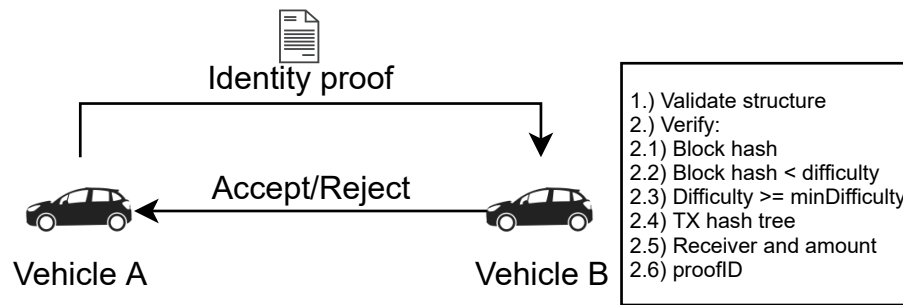 Identity proof
Accept/Reject
Vehicle A
Vehicle B
1.) Validate structure
2.) Verify:
2.1) Block hash
2.2) Block hash < difficulty
2.3) Difficulty >= minDifficulty
2.4) TX hash tree
2.5) Receiver and amount
2.6) proofID